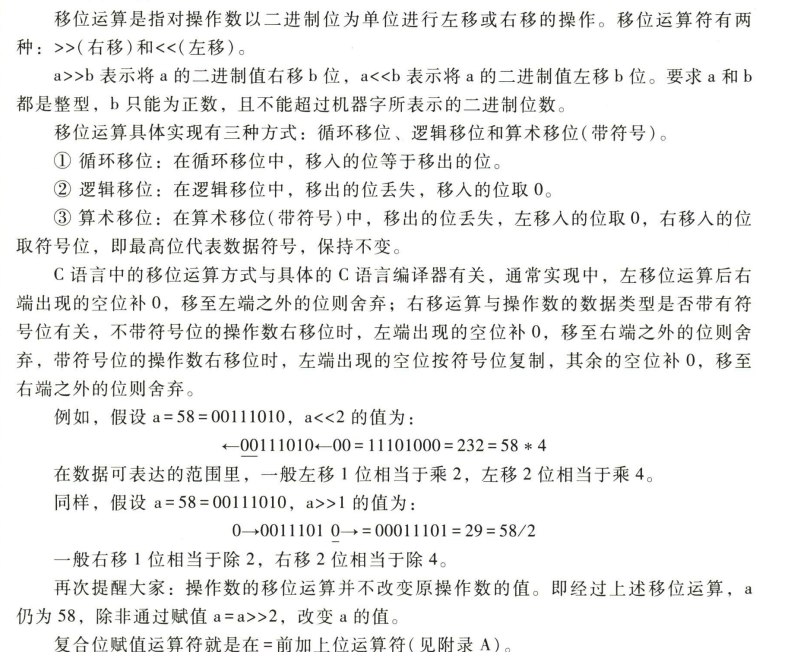 移位运算是指对操作数以二进制位为单位进行左移或右移的操作。移位运算符有两
种：>>(右移)和<<(左移)。
a>>b 表示将 a 的二进制值右移 b 位，a<<b 表示将 a 的二进制值左移 b 位。要求 a 和 b
都是整型，b 只能为正数，且不能超过机器字所表示的二进制位数。
移位运算具体实现有三种方式：循环移位、逻辑移位和算术移位(带符号)。
① 循环移位：在循环移位中，移入的位等于移出的位。
② 逻辑移位：在逻辑移位中，移出的位丢失，移入的位取 0。
③ 算术移位：在算术移位(带符号)中，移出的位丢失，左移入的位取 0，右移入的位
取符号位，即最高位代表数据符号，保持不变。
C 语言中的移位运算方式与具体的 C 语言编译器有关，通常实现中，左移位运算后右
端出现的空位补 0，移至左端之外的位则舍弃；右移运算与操作数的数据类型是否带有符
号位有关，不带符号位的操作数右移位时，左端出现的空位补 0，移至右端之外的位则舍
弃，带符号位的操作数右移位时，左端出现的空位按符号位复制，其余的空位补 0，移至
右端之外的位则舍弃。
例如，假设 a=58=00111010，a<<2 的值为：
←00111010←00=11101000=232=58*4
在数据可表达的范围里，一般左移 1 位相当于乘 2，左移 2 位相当于乘 4。
同样，假设 a=58=00111010，a>>1 的值为：
0→0011101 0→=00011101=29=58/2
一般右移 1 位相当于除 2，右移 2 位相当于除 4。
再次提醒大家：操作数的移位运算并不改变原操作数的值。即经过上述移位运算，a
仍为 58，除非通过赋值 a=a>>2，改变 a 的值。
复合位赋值运算符就是在=前加上位运算符(见附录 A)。